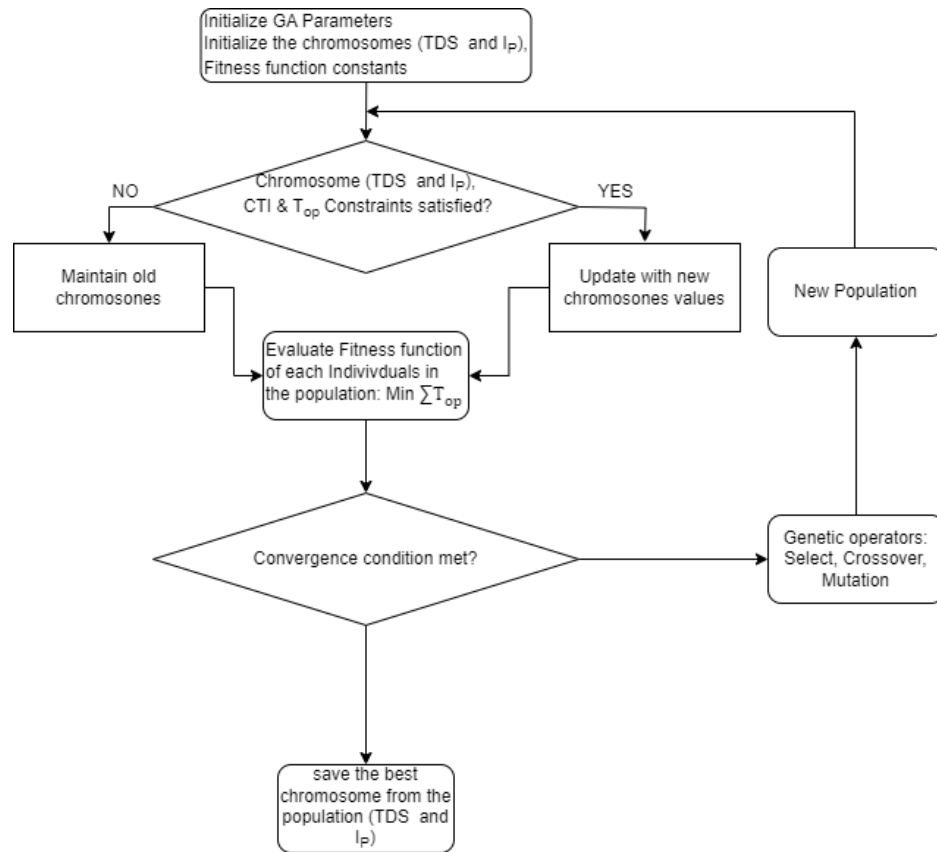 Initialize GA Parameters
Initialize the chromosomes (TDS and IP),
Fitness function constants
Chromosome (TDS and IP),
CTI & Top Constraints satisfied?
NO
YES
Maintain old
chromosones
Update with new
chromosones values
New Population
Evaluate Fitness function
of each Indivivduals in
the population: Min ∑Top
Convergence condition met?
Genetic operators:
Select, Crossover,
Mutation
save the best
chromosome from the
population (TDS and
IP)